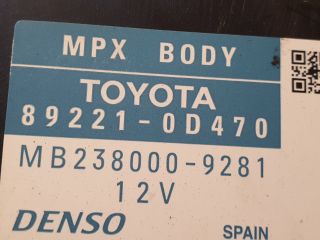 MPX BODY
TOYOTA
89221-0D470
MB238000-9281
12V
DENSO SPAIN